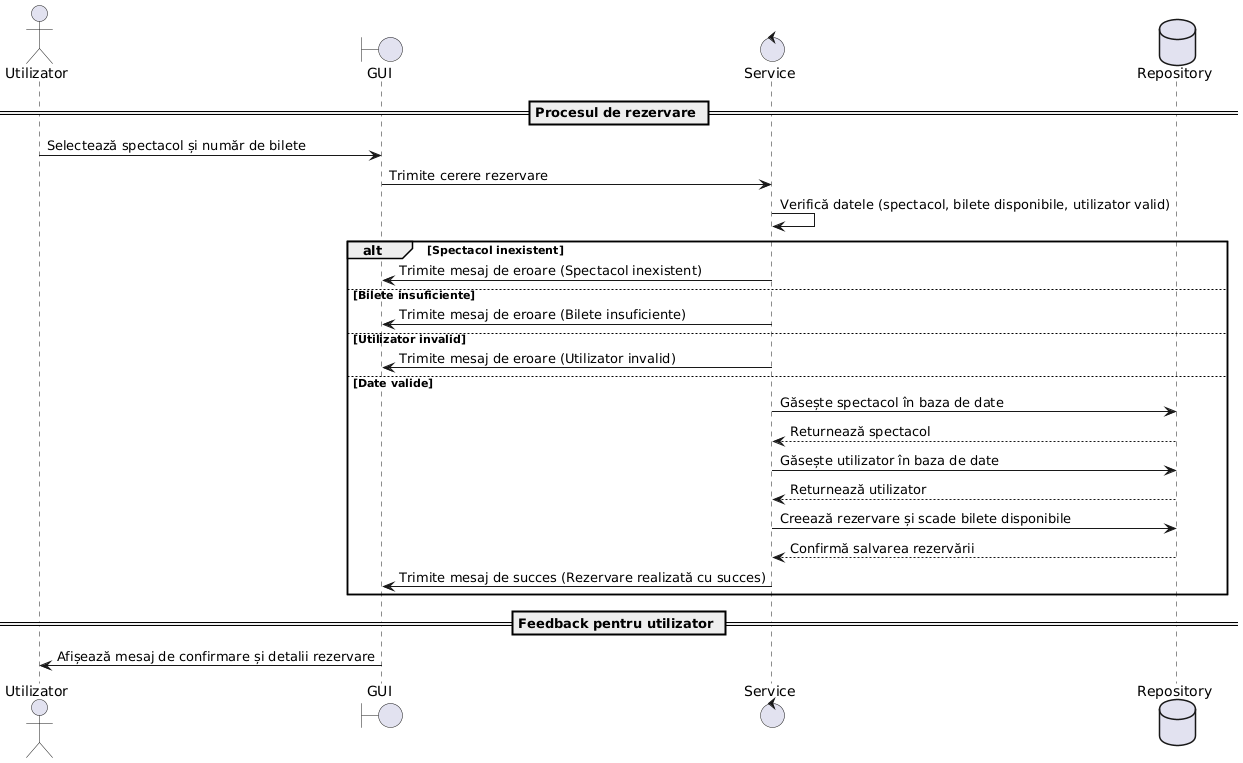 Utilizator
GUI
Service
Repository
Procesul de rezervare
Selectează spectacol și număr de bilete
Trimite cerere rezervare
Verifică datele (spectacol, bilete disponibile, utilizator valid)
alt
[Spectacol inexistent]
Trimite mesaj de eroare (Spectacol inexistent)
[Bilete insuficiente]
Trimite mesaj de eroare (Bilete insuficiente)
[Utilizator invalid]
Trimite mesaj de eroare (Utilizator invalid)
[Date valide]
Găsește spectacol în baza de date
Returnează spectacol
Găsește utilizator în baza de date
Returnează utilizator
Creează rezervare și scade bilete disponibile
Confirmă salvarea rezervării
Trimite mesaj de succes (Rezervare realizată cu succes)
Feedback pentru utilizator
Afișează mesaj de confirmare și detalii rezervare
Utilizator
GUI
Service
Repository